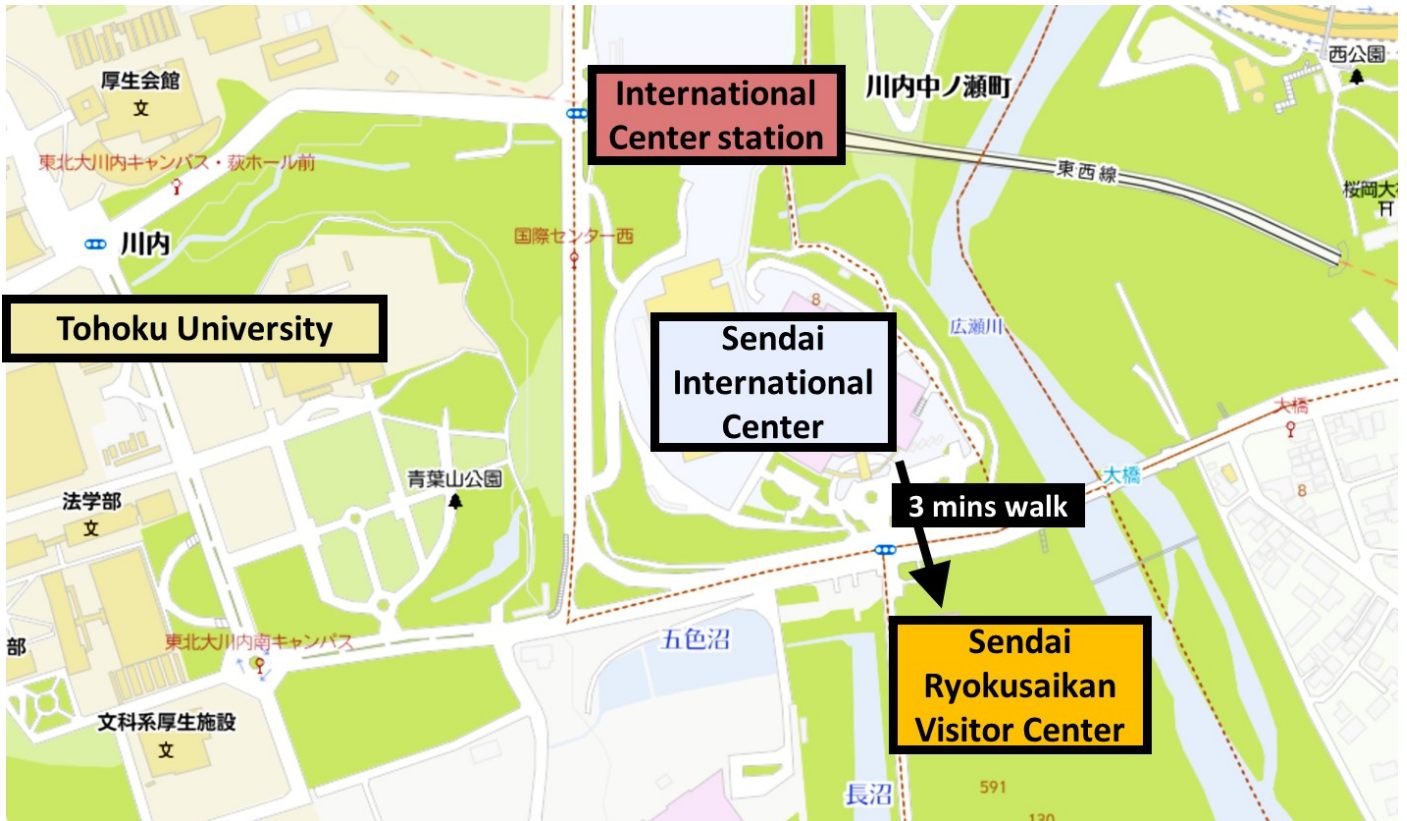 厚生会館
文
International
Center station
川内中ノ瀬町
西公園
東北大川内キャンパス・萩ホール前
東西線
桜岡大
川内
国際センター西
8
Tohoku University
Sendai
International
Center
広瀬川
大橋
大橋
8
青葉山公園
法学部
文
3 mins walk
部
東北大川内南キャンパス
五色沼
Sendai
Ryokusaikan
Visitor Center
文科系厚生施設
文
長沼
591
130